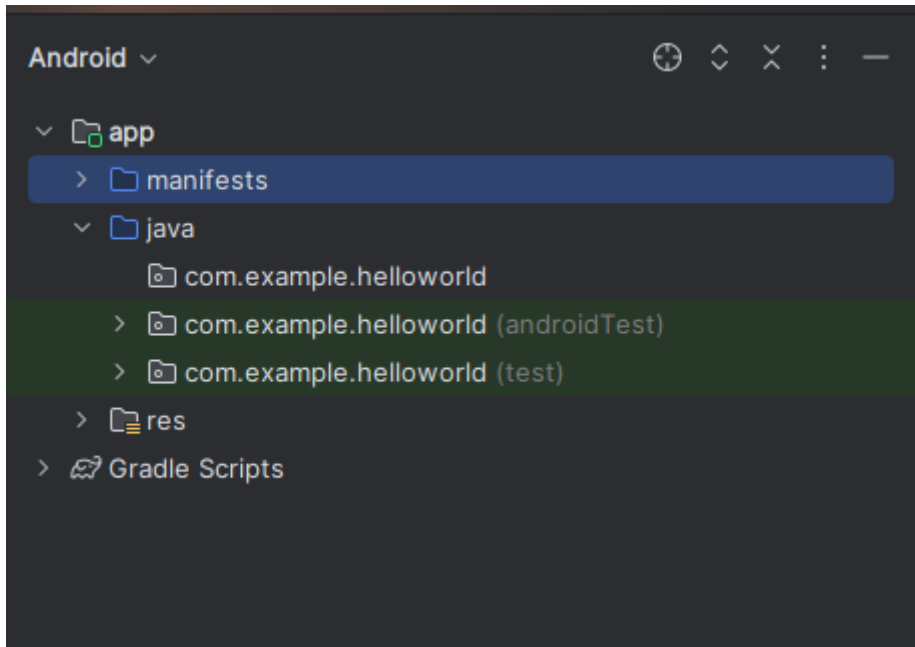 Android
app
manifests
java
com.example.helloworld
com.example.helloworld (androidTest)
com.example.helloworld (test)
res
Gradle Scripts